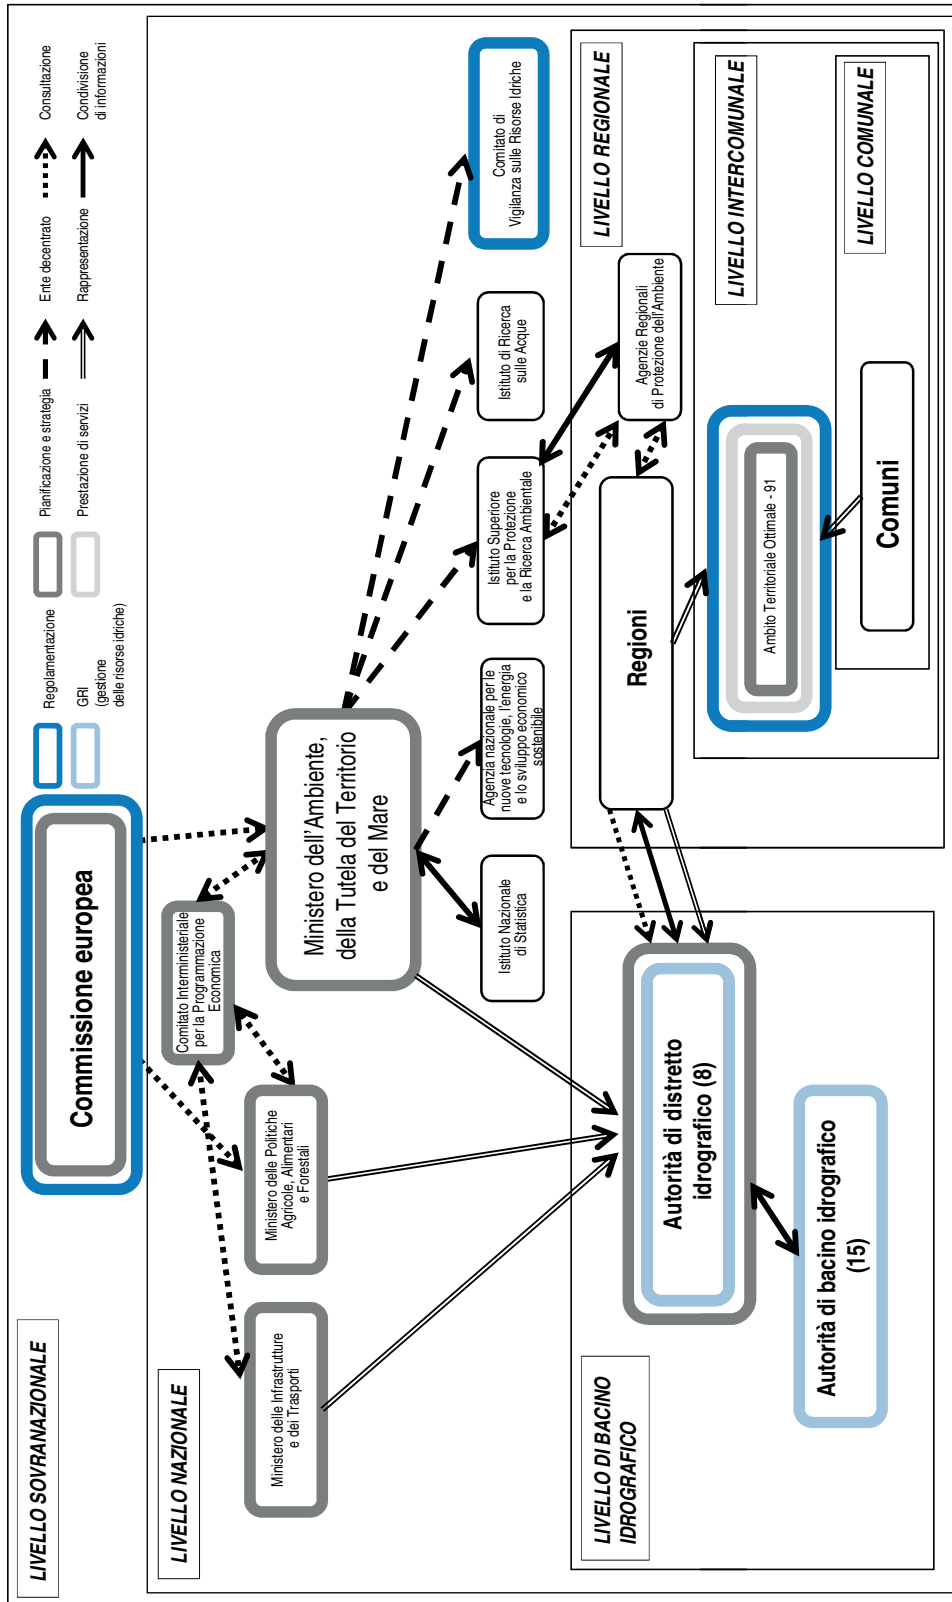 LIVELLO SOVRANAZIONALE
Commissione europea
Regolamentazione
GRI
(gestione
delle risorse idriche)
Pianificazione e strategia
Prestazione di servizi
Ente decentrato
Rappresentazione
Consultazione
Condivisione
di informazioni
LIVELLO NAZIONALE
Comitato Interministeriale
per la Programmazione
Economica
Ministero delle Infrastrutture
e dei Trasporti
Ministero delle Politiche
Agricole, Alimentari
e Forestali
Ministero dell'Ambiente,
della Tutela del Territorio
e del Mare
Istituto Nazionale
di Statistica
Agenzia nazionale per le
nuove tecnologie, l'energia
e lo sviluppo economico
sostenibile
Istituto Superiore
per la Protezione
e la Ricerca Ambientale
Istituto di Ricerca
sulle Acque
Comitato di
Vigilanza sulle Risorse Idriche
LIVELLO DI BACINO
IDROGRAFICO
Autorità di distretto
idrografico (8)
Autorità di bacino idrografico
(15)
LIVELLO REGIONALE
Regioni
Agenzie Regionali
di Protezione dell'Ambiente
LIVELLO INTERCOMUNALE
Ambito Territoriale Ottimale - 91
LIVELLO COMUNALE
Comuni